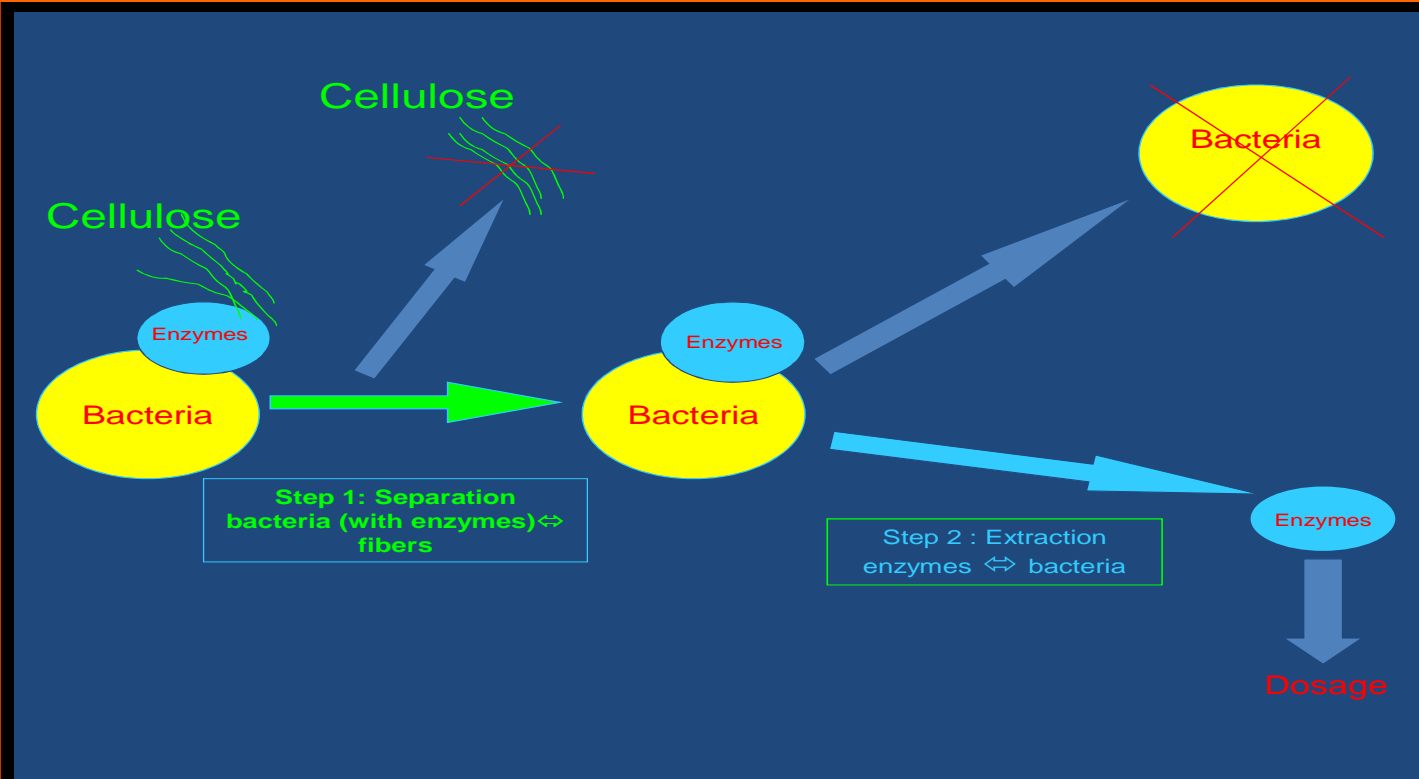 Cellulose
Cellulose
Bacteria
Enzymes
Enzymes
Enzymes
Bacteria
Bacteria
Step 1: Separation
bacteria (with enzymes)⇔
fibers
Step 2 : Extraction
enzymes ⇔ bacteria
Enzymes
Dosage